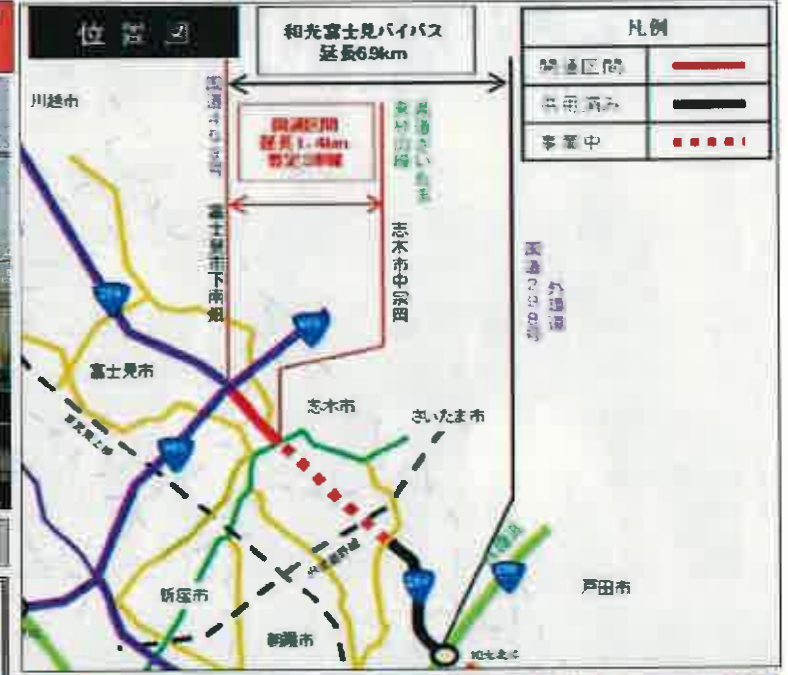 位置図
和光富士見バイパス
延長6.9km
凡例
開通区間
供用済み
事業中
川越市
開通区間
延長1.4km
富士見市下南畑
志木市中宗岡
外環道
富士見市
志木市
さいたま市
新座市
朝霞市
戸田市